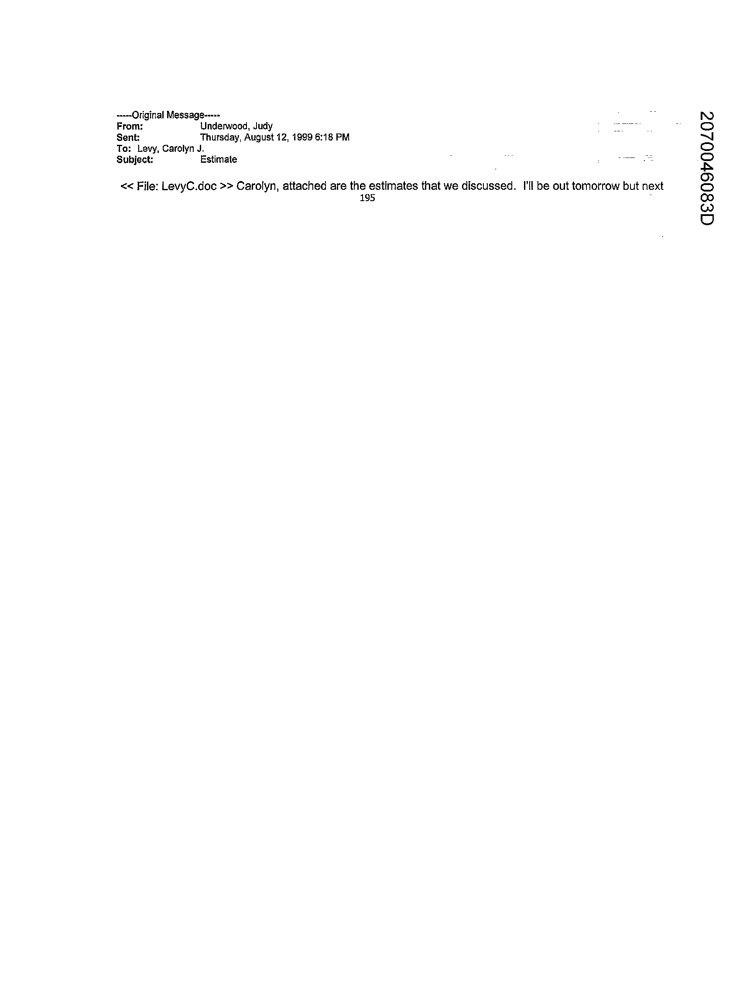 -----Original Message-----
From: Underwood, Judy
Sent: Thursday, August 12, 1999 6:18 PM
To: Levy, Carolyn J.
Subject: Estimate
<< File: LevyC.doc >> Carolyn, attached are the estimates that we discussed. I'll be out tomorrow but next
195
2070046083D